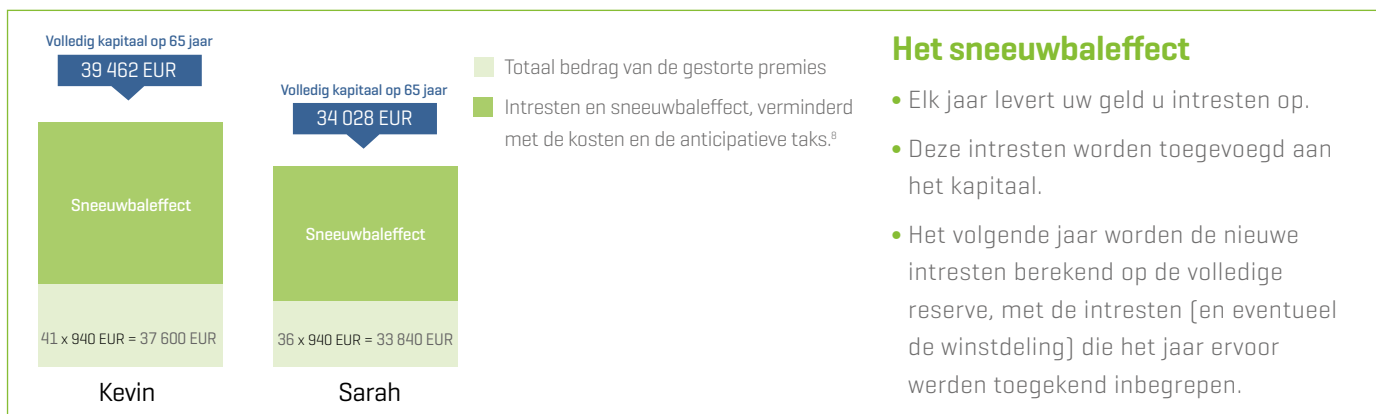 Volledig kapitaal op 65 jaar
39 462 EUR
Sneeuwbaleffect
41 x 940 EUR = 37 600 EUR
Kevin
Volledig kapitaal op 65 jaar
34 028 EUR
Sneeuwbaleffect
36 x 940 EUR = 33 840 EUR
Sarah
Totaal bedrag van de gestorte premies
Intresten en sneeuwbaleffect, verminderd
met de kosten en de anticipatieve taks.⁸
Het sneeuwbaleffect
• Elk jaar levert uw geld u intresten op.
• Deze intresten worden toegevoegd aan
het kapitaal.
• Het volgende jaar worden de nieuwe
intresten berekend op de volledige
reserve, met de intresten (en eventueel
de winstdeling) die het jaar ervoor
werden toegekend inbegrepen.